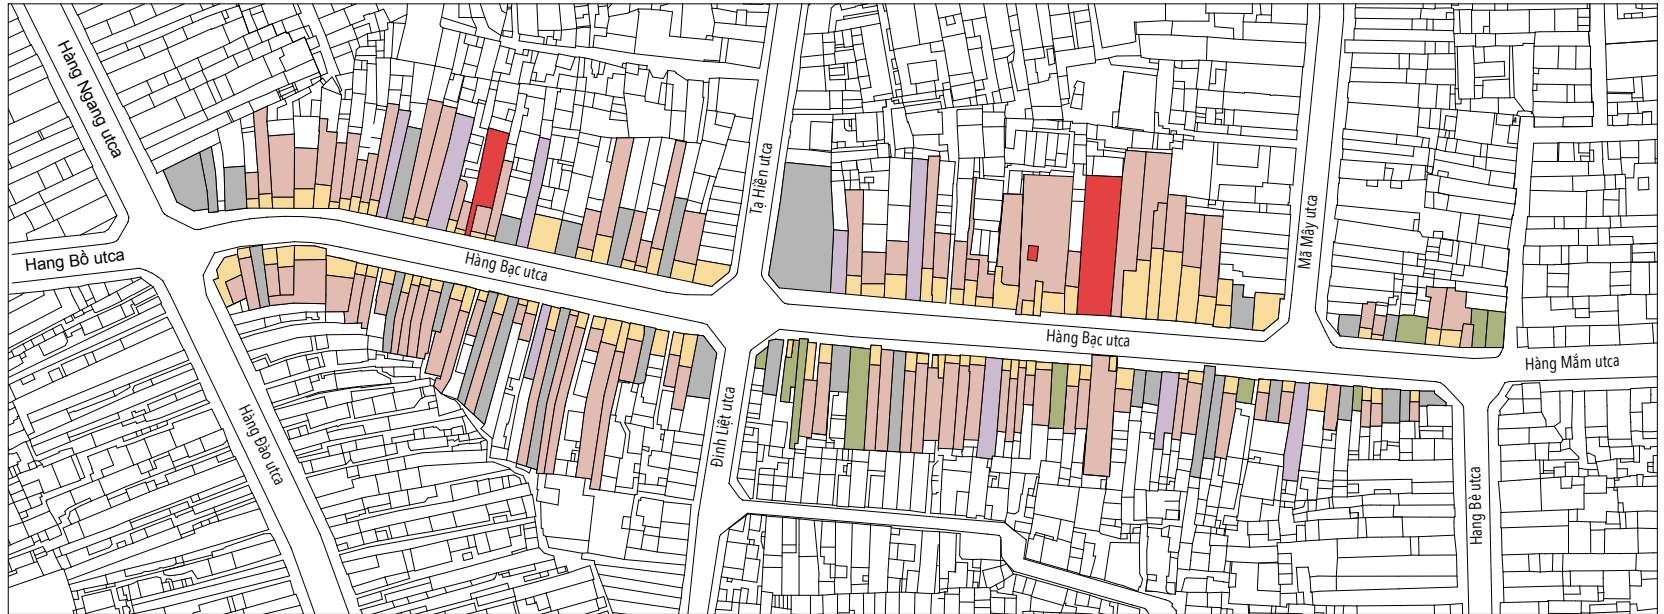 Hàng Ngang utca
Hang Bồ utca
Hàng Đào utca
Hàng Bạc utca
Tạ Hiền utca
Đinh Liệt utca
Hàng Bạc utca
Mã Mây utca
Hàng Mắm utca
Hang Bè utca